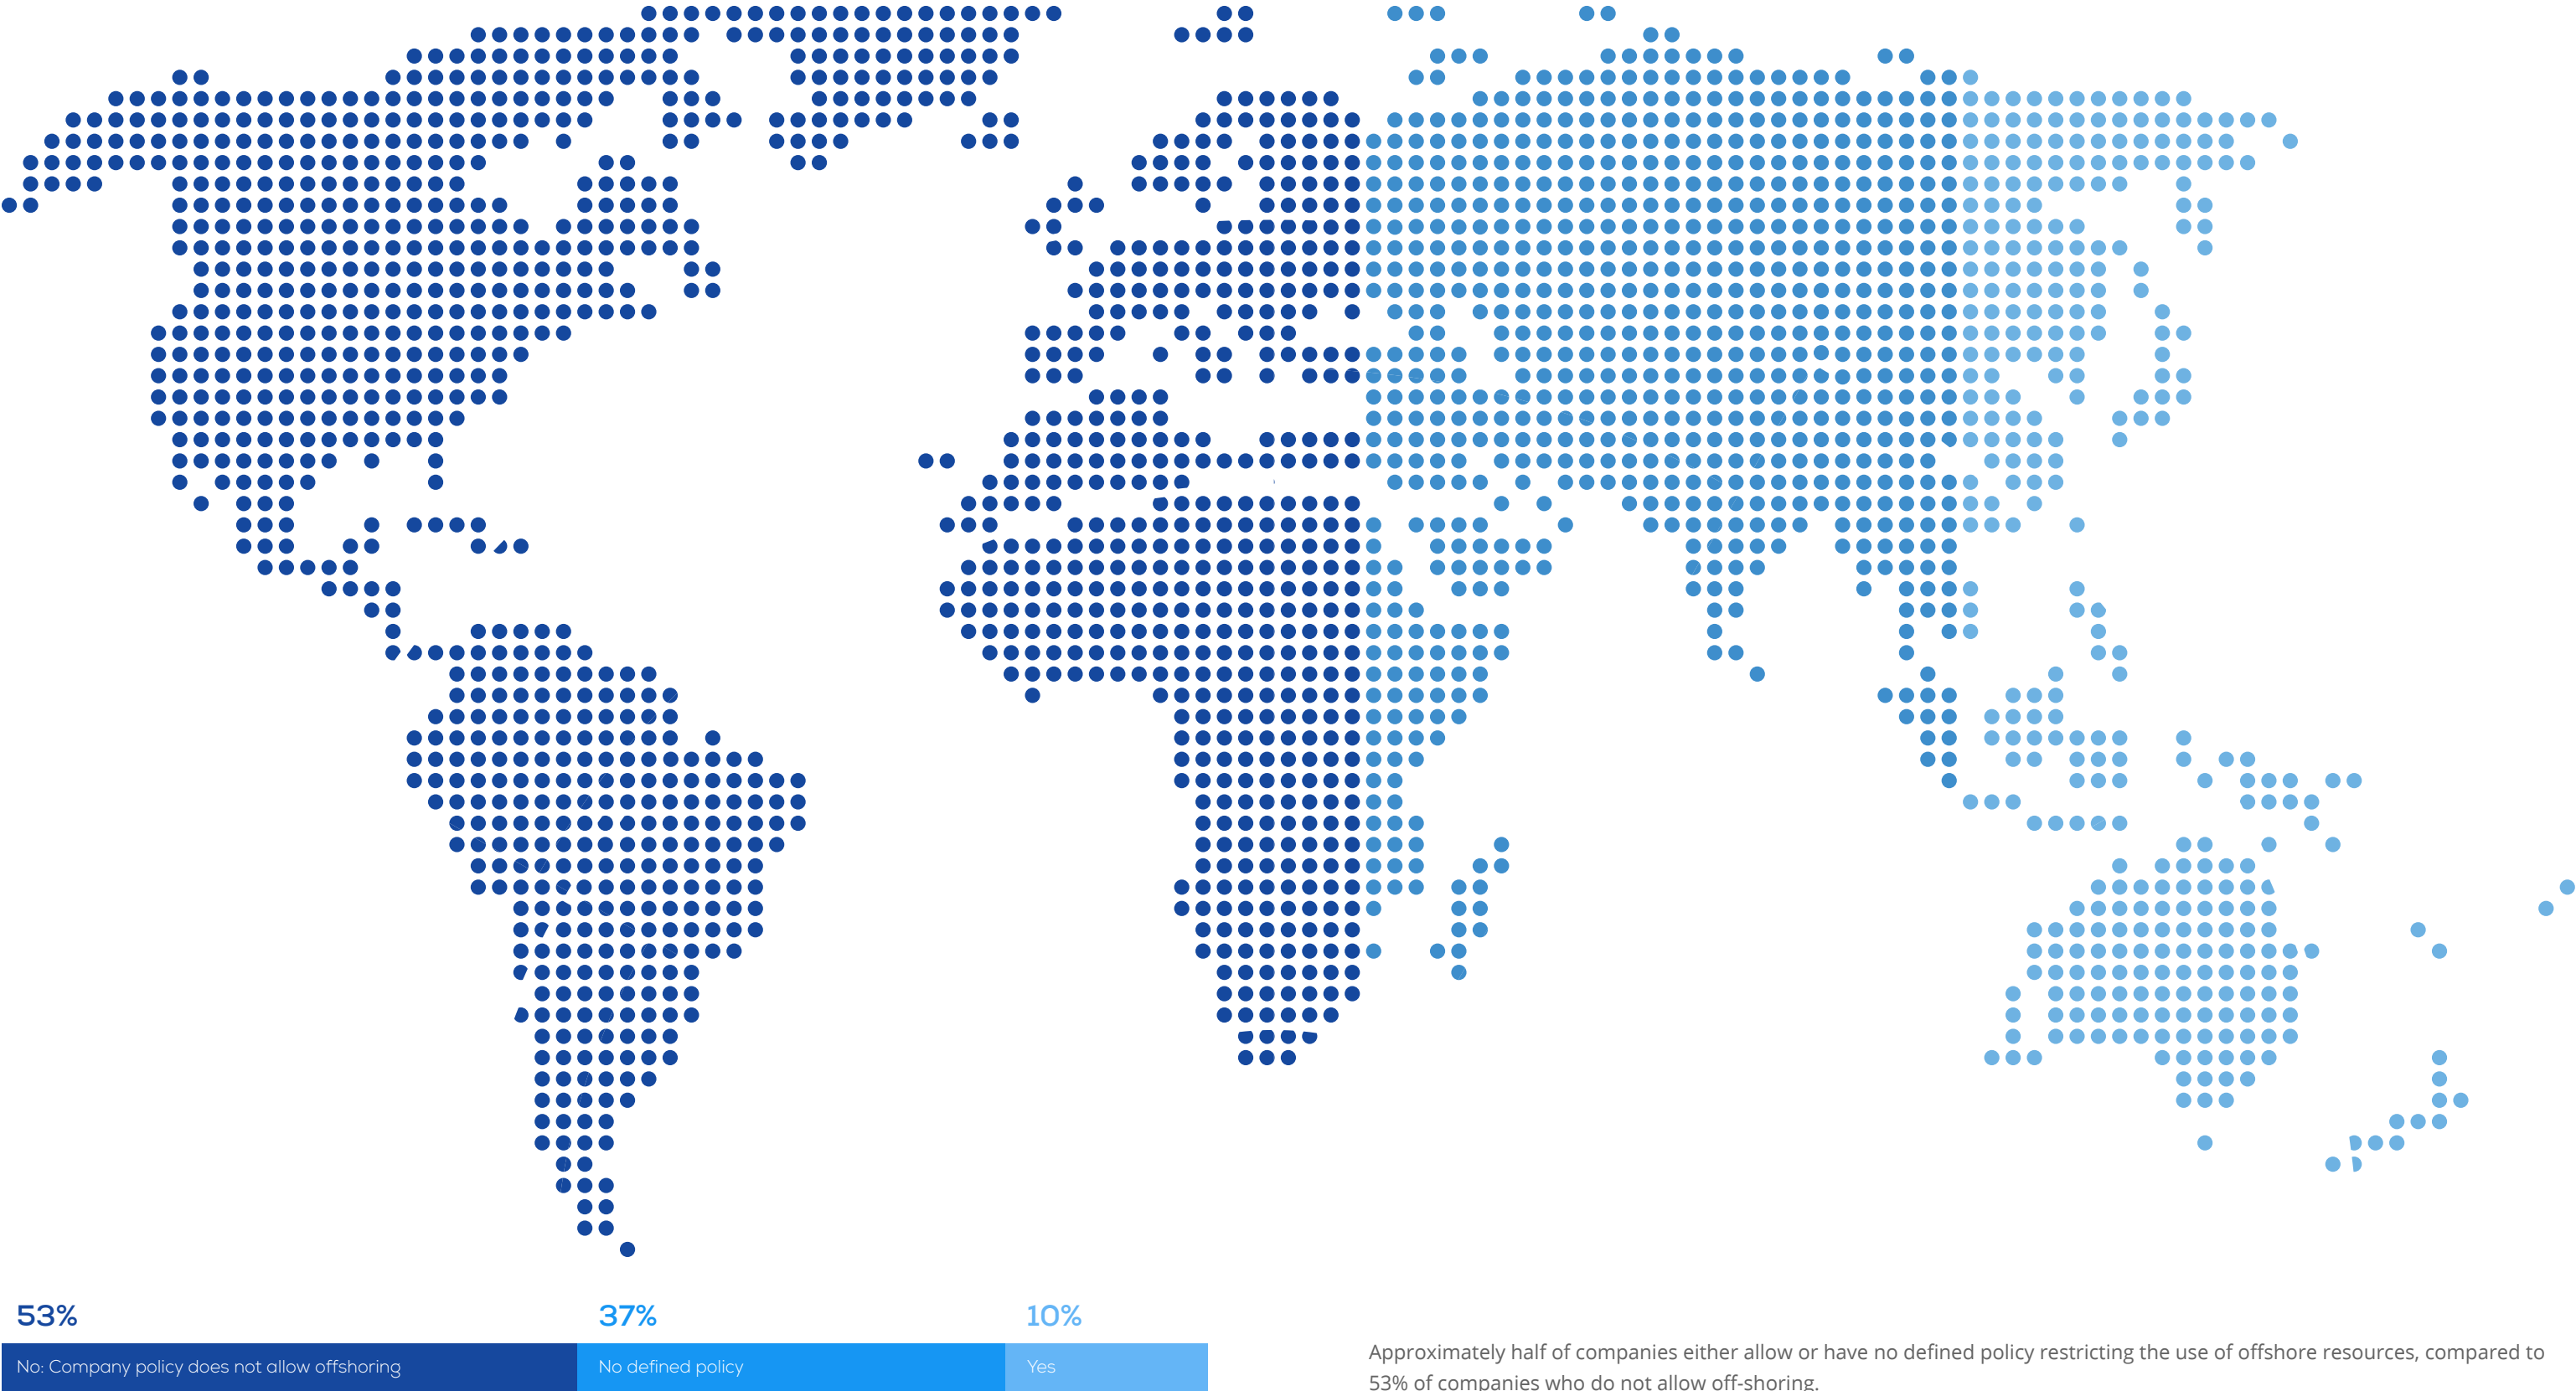 53%
37%
10%
No: Company policy does not allow offshoring
No defined policy
Yes
Approximately half of companies either allow or have no defined policy restricting the use of offshore resources, compared to
53% of companies who do not allow off-shoring.